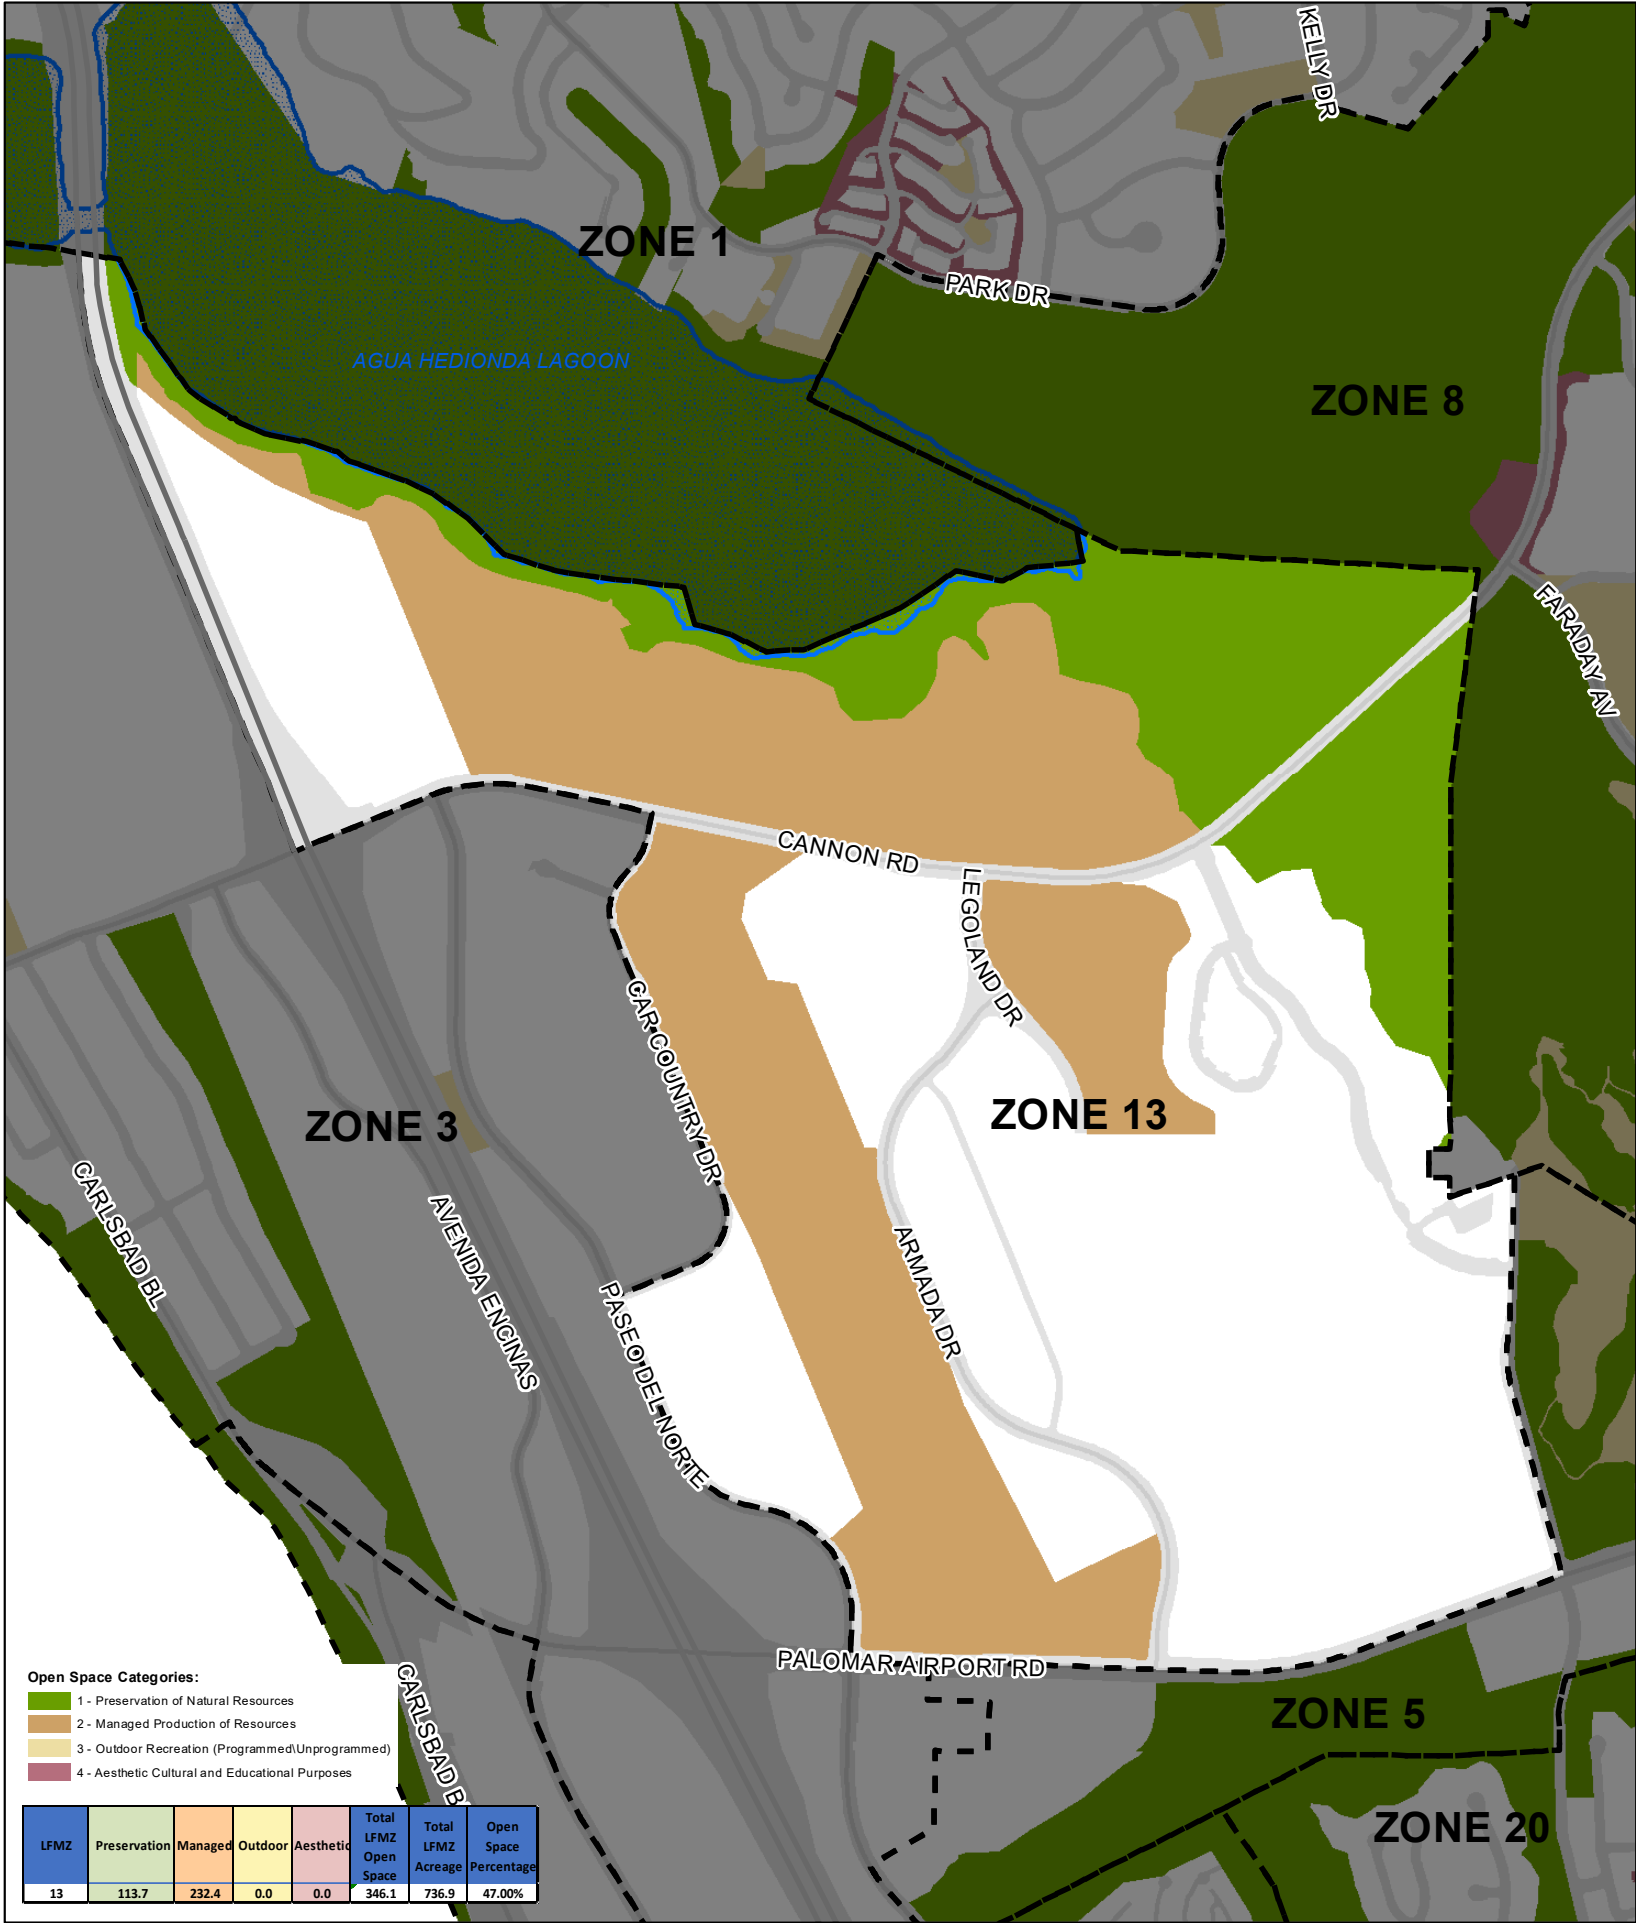 KELLY DR
ZONE 1
PARK DR
AGUA HEDIONDA LAGOON
ZONE 8
FARADAY AV
CANNON RD
LEGOLAND DR
CAR COUNTRY DR
ZONE 3
ZONE 13
CARLSBAD BL
AVENIDA ENCINAS
ARMADA DR
PASEO DEL NORTE
PALOMAR AIRPORT RD
CARLSBAD B
ZONE 5
ZONE 20
Open Space Categories:
1 - Preservation of Natural Resources
2 - Managed Production of Resources
3 - Outdoor Recreation (Programmed\Unprogrammed)
4 - Aesthetic Cultural and Educational Purposes
LFMZ Preservation Managed Outdoor Aesthetic Total LFMZ Open Space Total LFMZ Acreage Open Space Percentage
13 113.7 232.4 0.0 0.0 346.1 736.9 47.00%